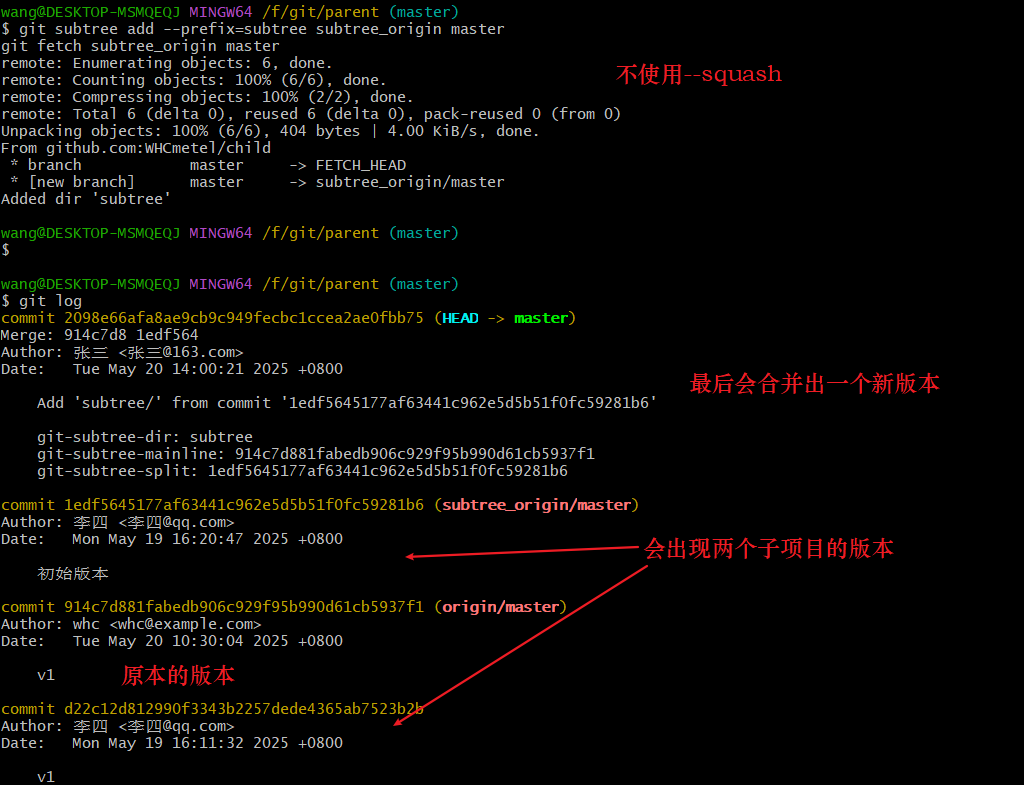 wang@DESKTOP-MSMQEQJ MINGW64 /f/git/parent (master)
$ git subtree add --prefix=subtree subtree_origin master
git fetch subtree_origin master
remote: Enumerating objects: 6, done.
remote: Counting objects: 100% (6/6), done.
不使用--squash
remote: Compressing objects: 100% (2/2), done.
remote: Total 6 (delta 0), reused 6 (delta 0), pack-reused 0 (from 0)
Unpacking objects: 100% (6/6), 404 bytes | 4.00 KiB/s, done.
From github.com:WHCmetel/child
 * branch            master     -> FETCH_HEAD
 * [new branch]      master     -> subtree_origin/master
Added dir 'subtree'
wang@DESKTOP-MSMQEQJ MINGW64 /f/git/parent (master)
$
wang@DESKTOP-MSMQEQJ MINGW64 /f/git/parent (master)
$ git log
commit 2098e66afa8ae9cb9c949fecbc1ccea2ae0fbb75 (HEAD -> master)
Merge: 914c7d8 1edf564
Author: 张三 <张三@163.com>
Date:   Tue May 20 14:00:21 2025 +0800
最后会合并出一个新版本
    Add 'subtree/' from commit '1edf5645177af63441c962e5d5b51f0fc59281b6'
    git-subtree-dir: subtree
    git-subtree-mainline: 914c7d881fabedb906c929f95b990d61cb5937f1
    git-subtree-split: 1edf5645177af63441c962e5d5b51f0fc59281b6
commit 1edf5645177af63441c962e5d5b51f0fc59281b6 (subtree_origin/master)
Author: 李四 <李四@qq.com>
Date:   Mon May 19 16:20:47 2025 +0800
会出现两个子项目的版本
    初始版本
commit 914c7d881fabedb906c929f95b990d61cb5937f1 (origin/master)
Author: whc <whc@example.com>
Date:   Tue May 20 10:30:04 2025 +0800
    v1
原本的版本
commit d22c12d812990f3343b2257dede4365ab7523b2b
Author: 李四 <李四@qq.com>
Date:   Mon May 19 16:11:32 2025 +0800
    v1